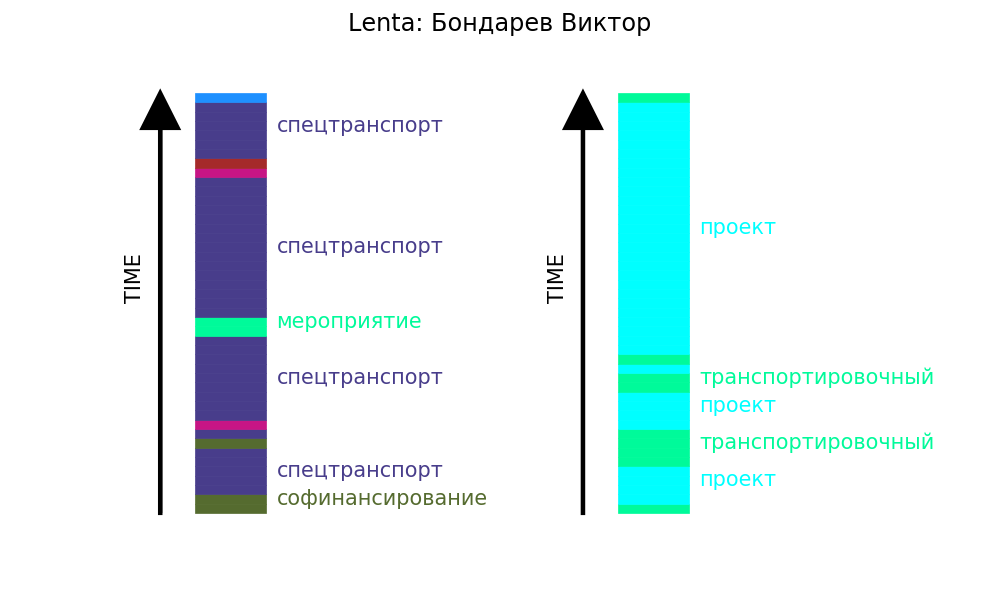 Lenta: Бондарев Виктор
TIME
спецтранспорт
спецтранспорт
мероприятие
спецтранспорт
спецтранспорт
софинансирование
TIME
проект
транспортировочный
проект
транспортировочный
проект